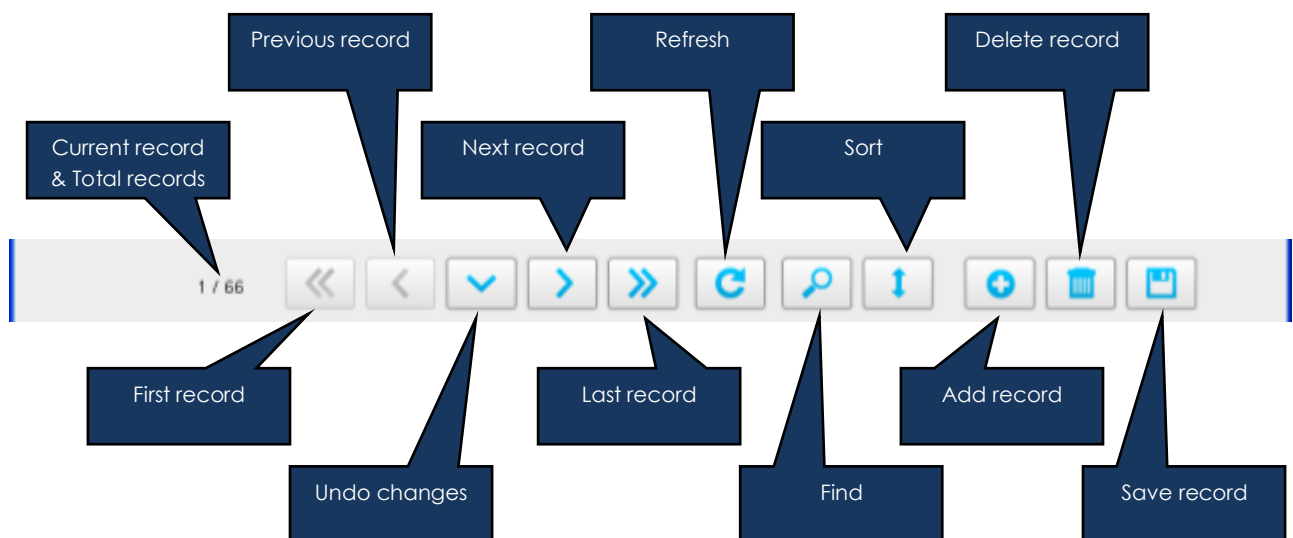 Previous record
Refresh
Delete record
Current record
& Total records
Next record
Sort
1 / 66
First record
Last record
Add record
Undo changes
Find
Save record